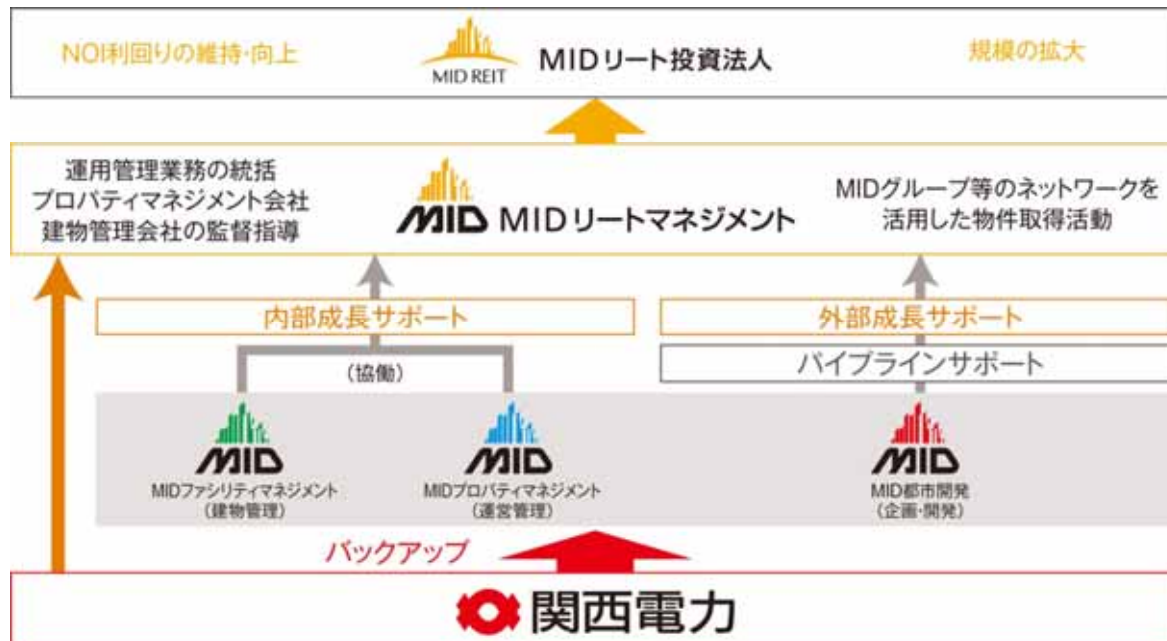 NOI利回りの維持・向上
MID REIT
MIDリート投資法人
規模の拡大
運用管理業務の統括
プロパティマネジメント会社
建物管理会社の監督指導
MID MIDリートマネジメント
MIDグループ等のネットワークを
活用した物件取得活動
内部成長サポート
外部成長サポート
(協働)
パイプラインサポート
MID
MIDファシリティマネジメント
(建物管理)
MID
MIDプロパティマネジメント
(運営管理)
MID
MID都市開発
(企画・開発)
バックアップ
関西電力